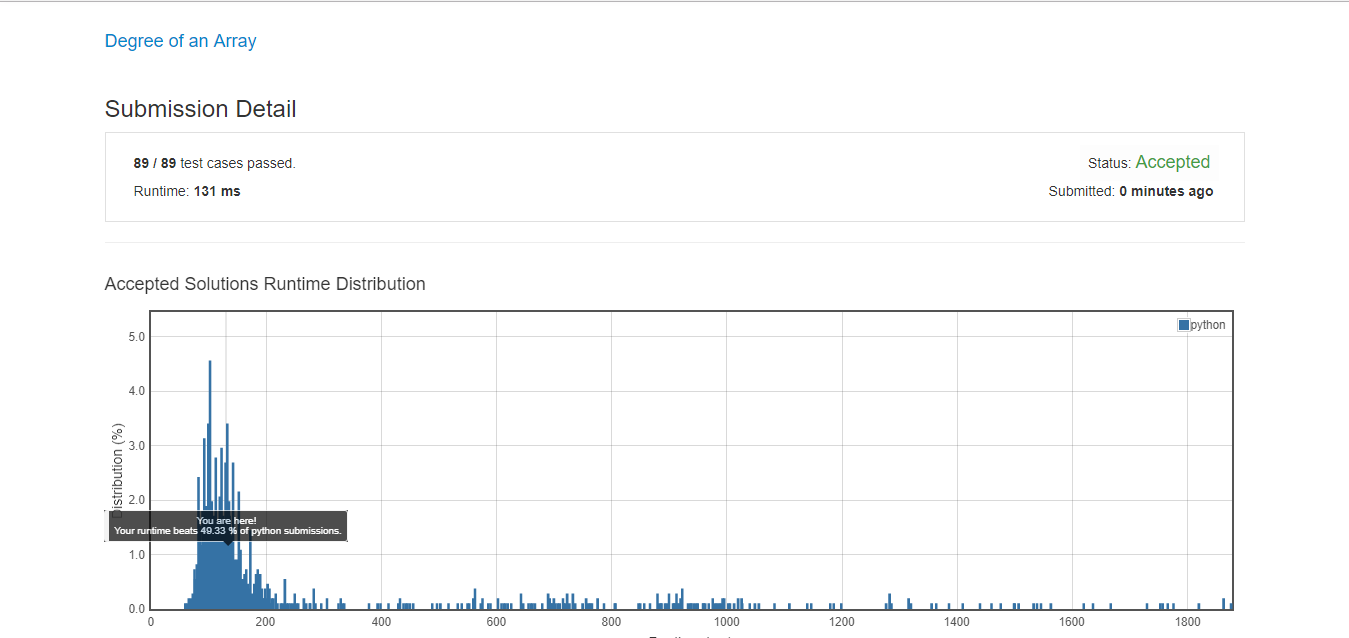 Degree of an Array
Submission Detail
89 / 89 test cases passed.
Status: Accepted
Runtime: 131 ms
Submitted: 0 minutes ago
Accepted Solutions Runtime Distribution
python
5.0
4.0
3.0
2.0
1.0
0.0
Distribution (%)
You are here!
Your runtime beats 49.33 % of python submissions.
0
200
400
600
800
1000
1200
1400
1600
1800